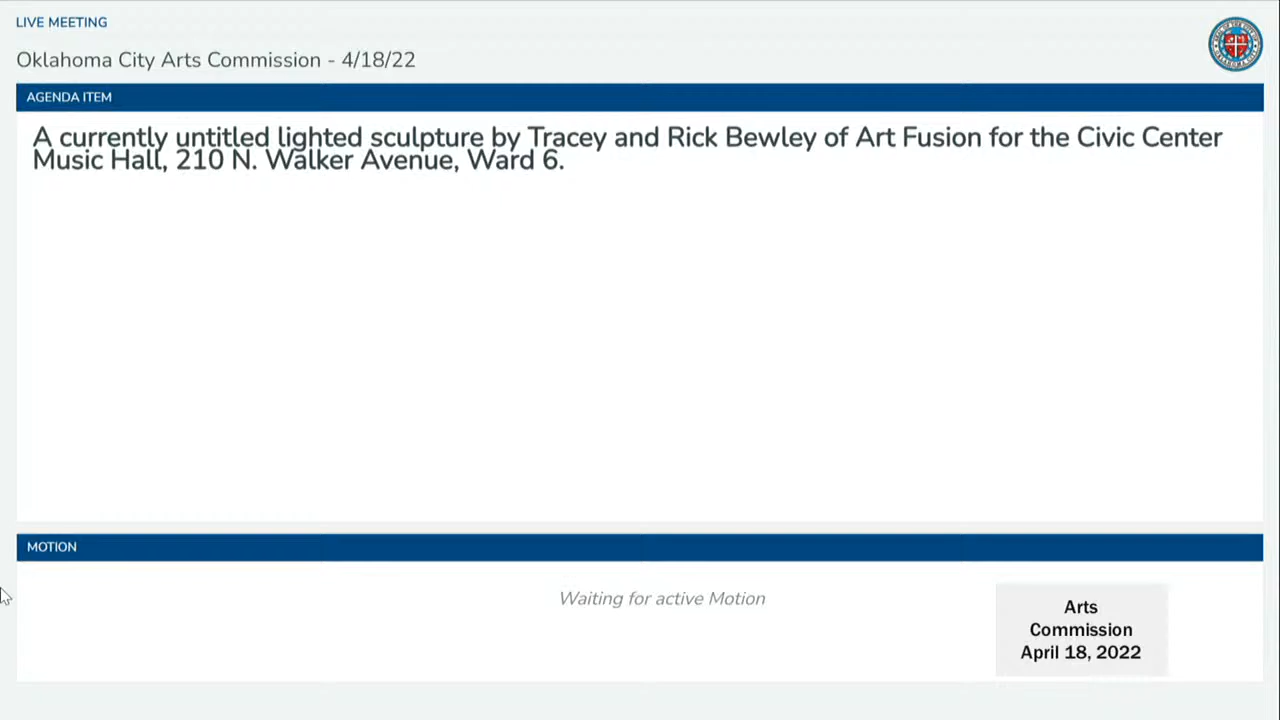 LIVE MEETING
Oklahoma City Arts Commission - 4/18/22
AGENDA ITEM
A currently untitled lighted sculpture by Tracey and Rick Bewley of Art Fusion for the Civic Center
Music Hall, 210 N. Walker Avenue, Ward 6.
MOTION
Waiting for active Motion
Arts
Commission
April 18, 2022